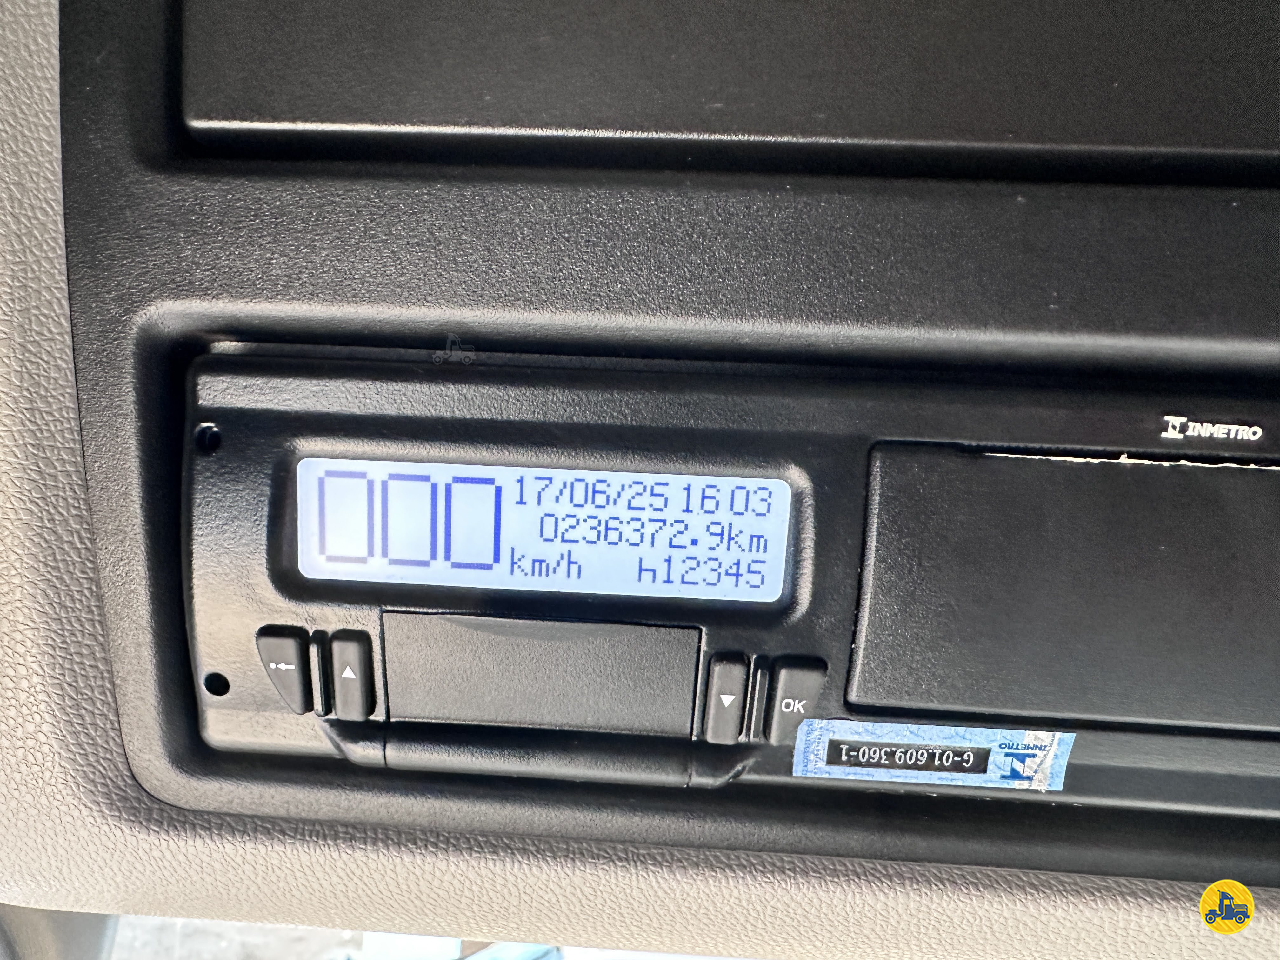 INMETRO
000
17/06/25 16 03
0236372.9km
km/h h12345
OK
INMETRO
G-01.609.360-1